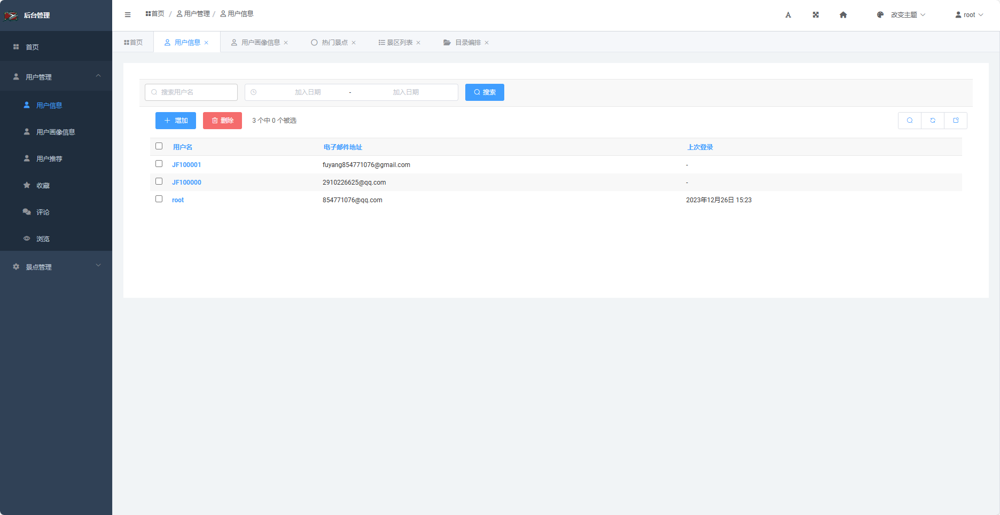 后台管理
首页 / 用户管理 / 用户信息
改变主题
root
首页
用户信息
用户画像信息
热门景点
景区列表
目录编排
首页
用户管理
用户信息
用户画像信息
用户推荐
收藏
评论
浏览
景点管理
搜索用户名
加入日期 - 加入日期
搜索
增加
删除
3 个中 0 个被选
用户名 电子邮件地址 上次登录
JF100001 fuyang854771076@gmail.com -
JF100000 2910226625@qq.com -
root 854771076@qq.com 2023年12月26日 15:23